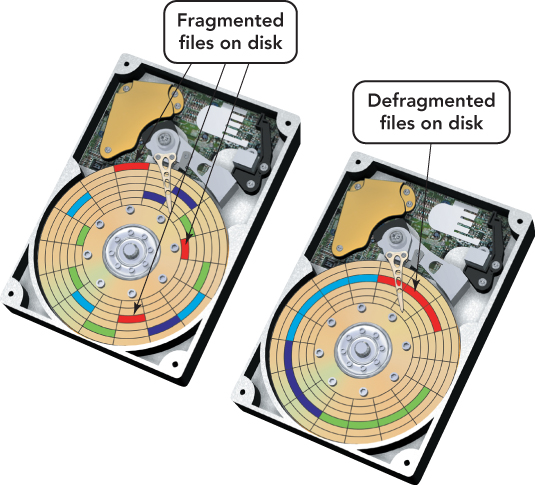 Fragmented
files on disk
Defragmented
files on disk